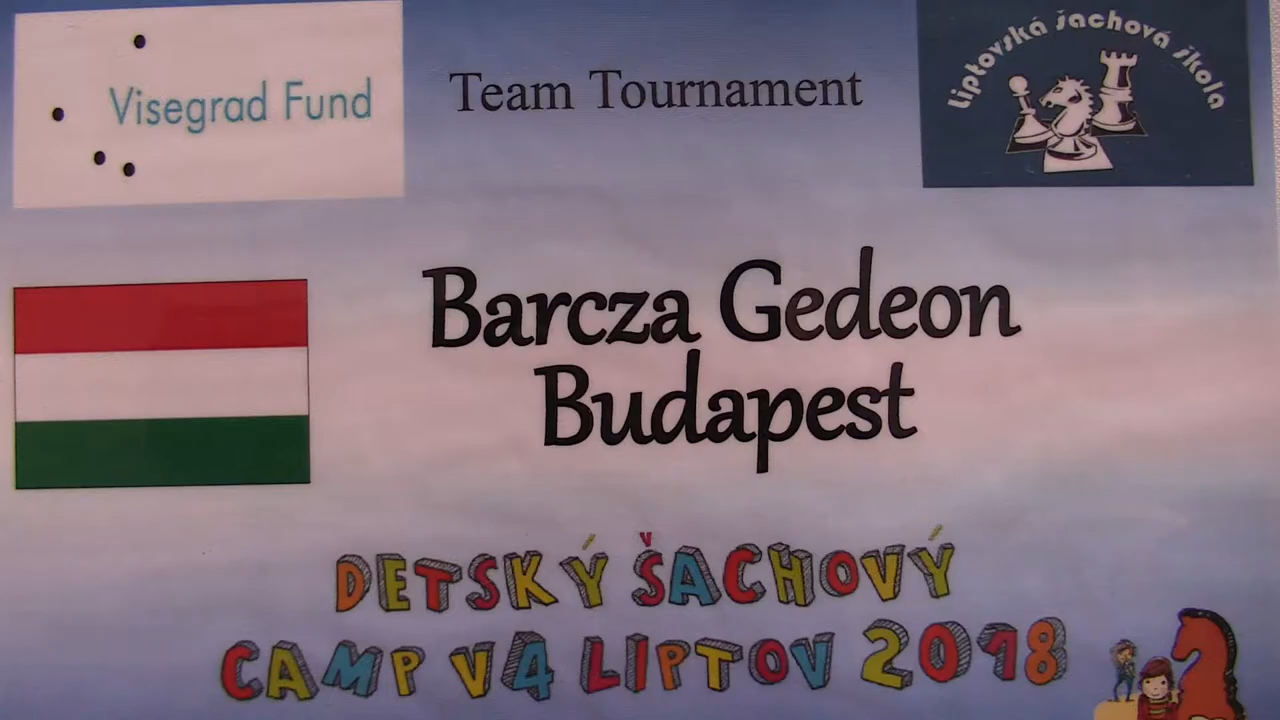 Visegrad Fund
Team Tournament
Liptovská šachová škola
Barcza Gedeon
Budapest
DETSKÝ ŠACHOVÝ
CAMP V4 LIPTOV 2018